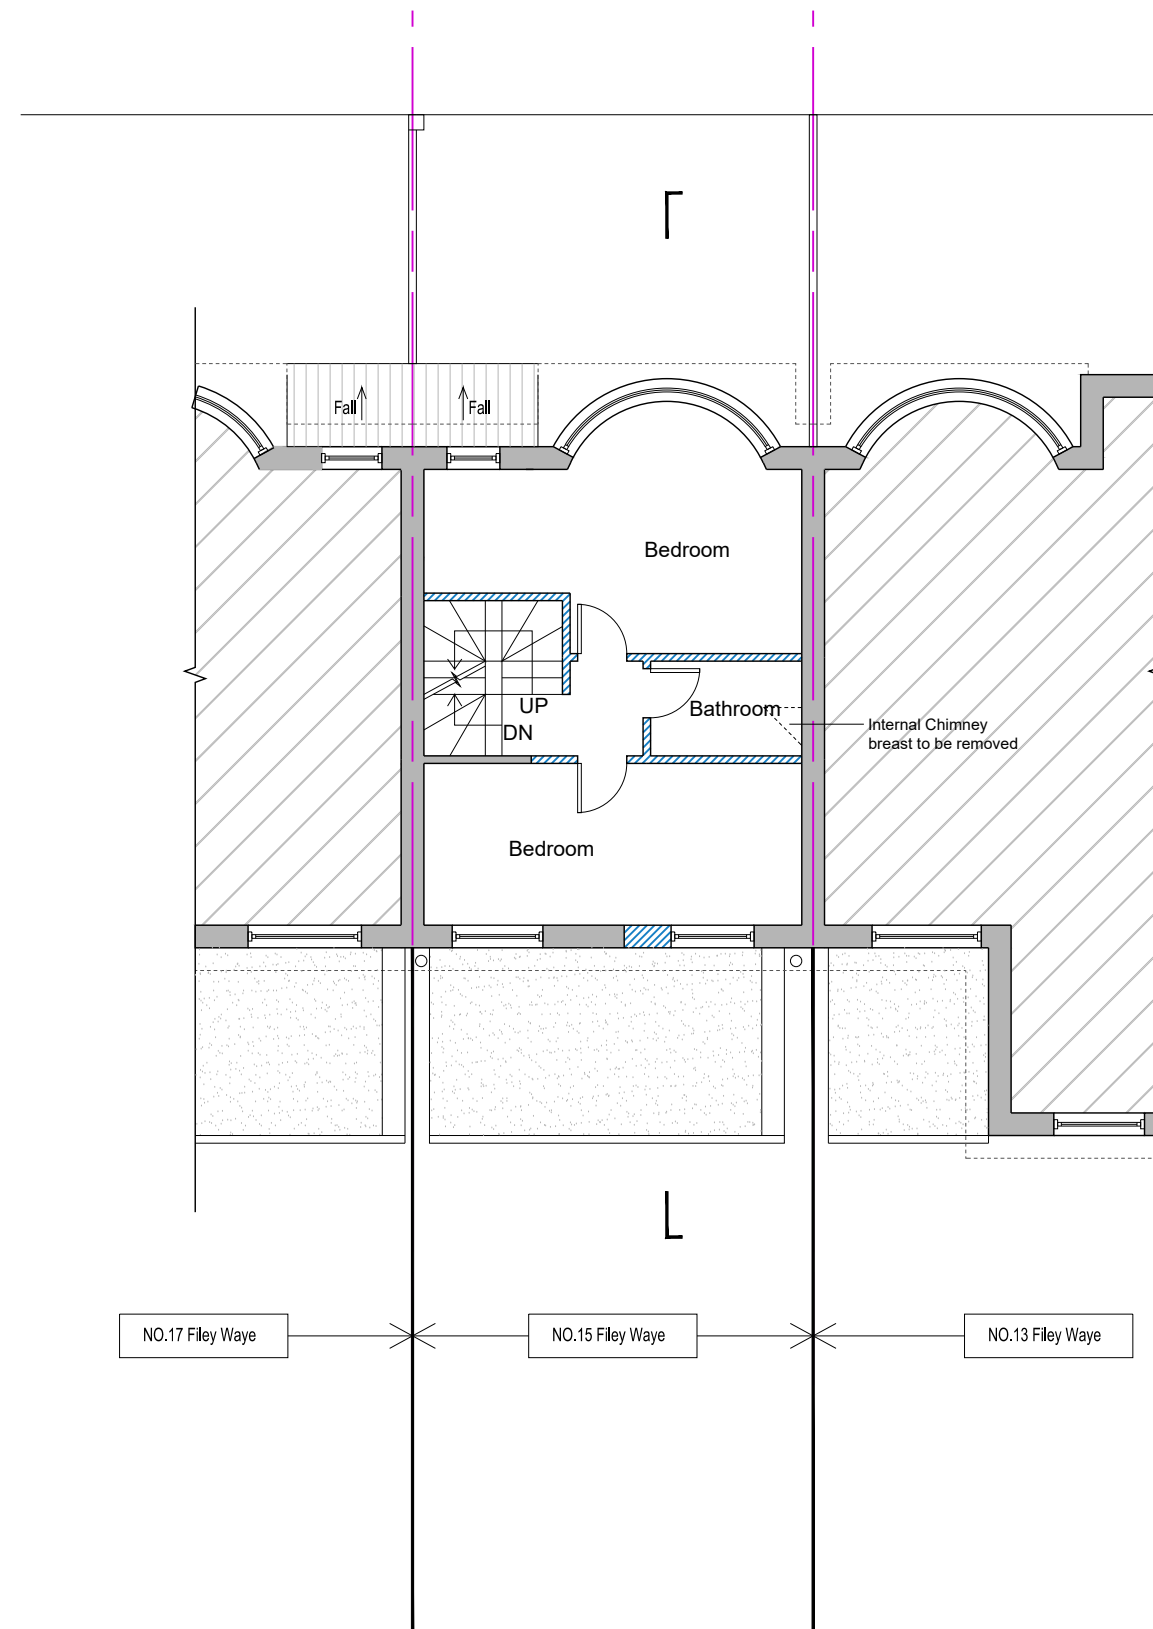 Fall
Fall
Bedroom
UP
DN
Bathroom
Internal Chimney
breast to be removed
Bedroom
NO.17 Filey Waye
NO.15 Filey Waye
NO.13 Filey Waye